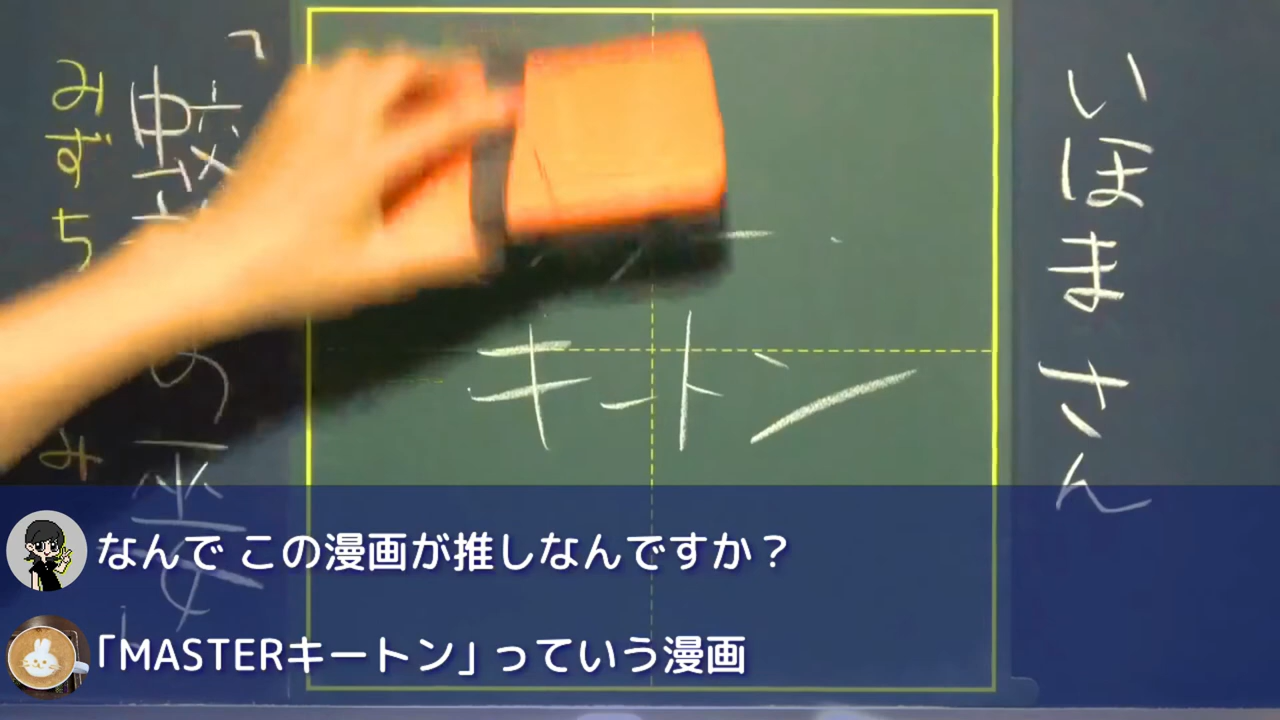 いほまさん
キートン
みずち
み
なんで この漫画が推しなんですか？
「MASTERキートン」っていう漫画